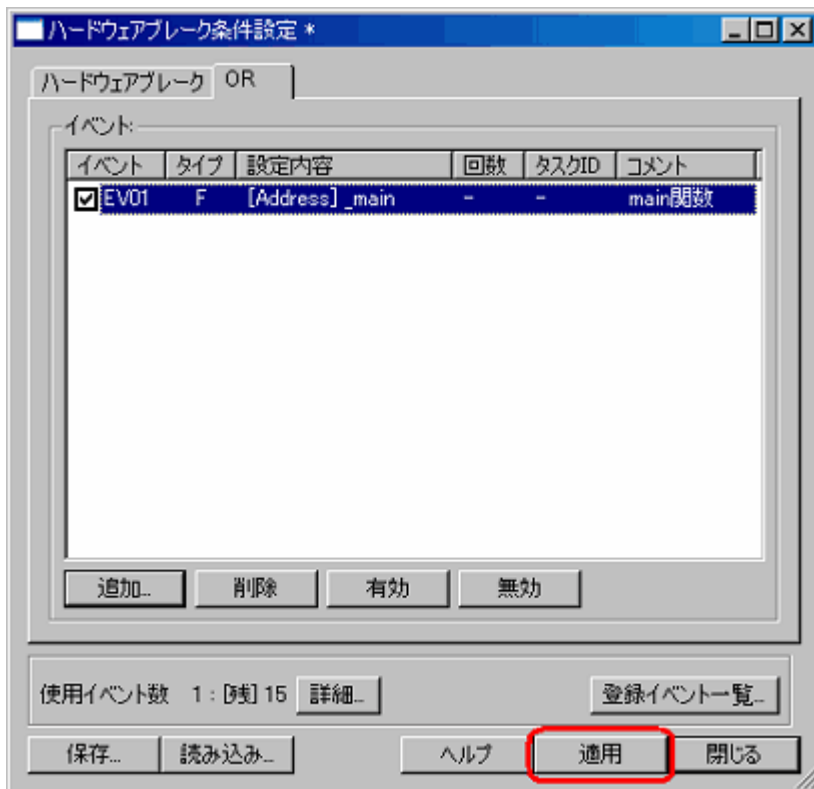 ハードウェアブレーク条件設定 *
ハードウェアブレーク OR
イベント:
イベント タイプ 設定内容 回数 タスクID コメント
EV01 F [Address] _main - - main関数
追加... 削除 有効 無効
使用イベント数 1 : [残] 15 詳細... 登録イベント一覧...
保存... 読み込み... ヘルプ 適用 閉じる